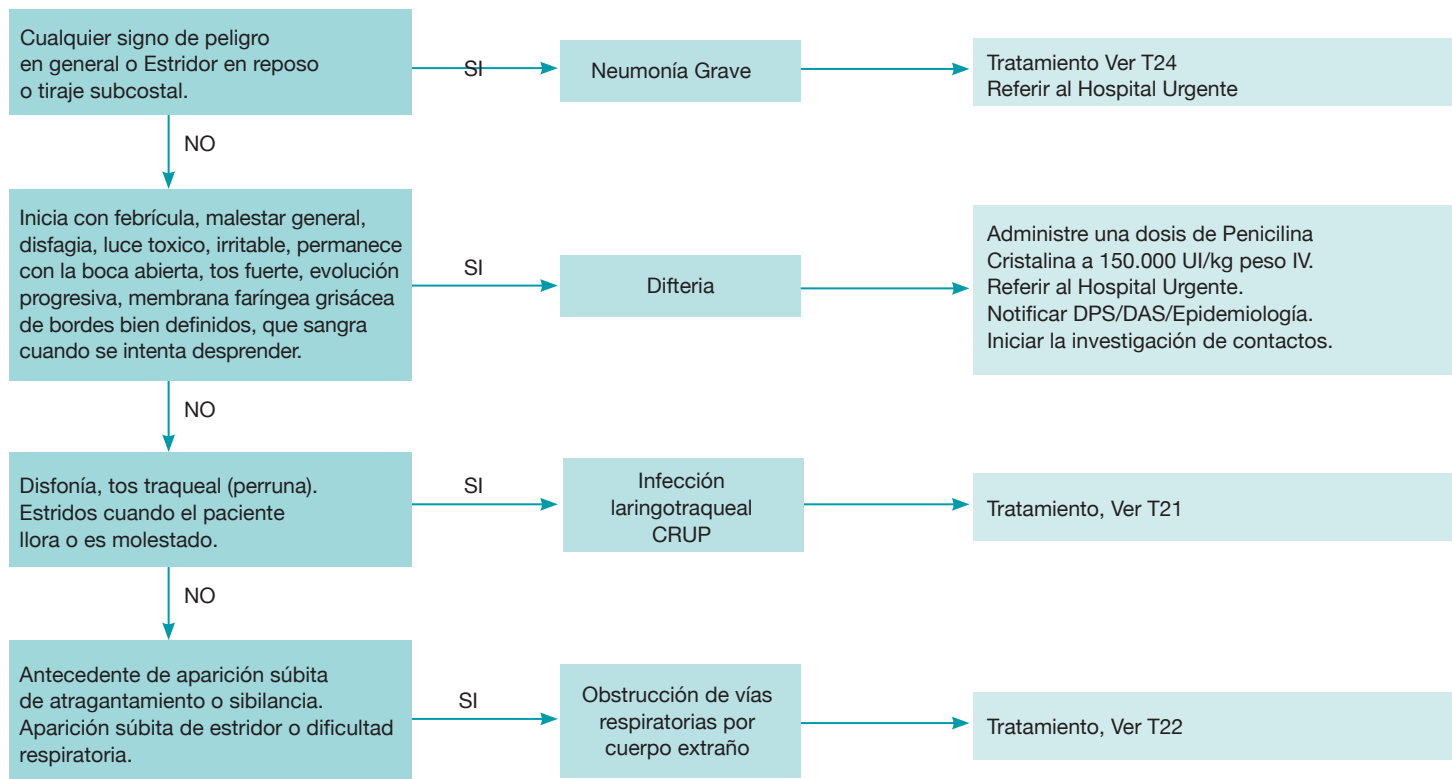 Cualquier signo de peligro
en general o Estridor en reposo
o tiraje subcostal.
SI
Neumonía Grave
Tratamiento Ver T24
Referir al Hospital Urgente
NO
Inicia con febrícula, malestar general,
disfagia, luce toxico, irritable, permanece
con la boca abierta, tos fuerte, evolución
progresiva, membrana faríngea grisácea
de bordes bien definidos, que sangra
cuando se intenta desprender.
SI
Difteria
Administre una dosis de Penicilina
Cristalina a 150.000 UI/kg peso IV.
Referir al Hospital Urgente.
Notificar DPS/DAS/Epidemiología.
Iniciar la investigación de contactos.
NO
Disfonía, tos traqueal (perruna).
Estridos cuando el paciente
llora o es molestado.
SI
Infección
laringotraqueal
CRUP
Tratamiento, Ver T21
NO
Antecedente de aparición súbita
de atragantamiento o sibilancia.
Aparición súbita de estridor o dificultad
respiratoria.
SI
Obstrucción de vías
respiratorias por
cuerpo extraño
Tratamiento, Ver T22